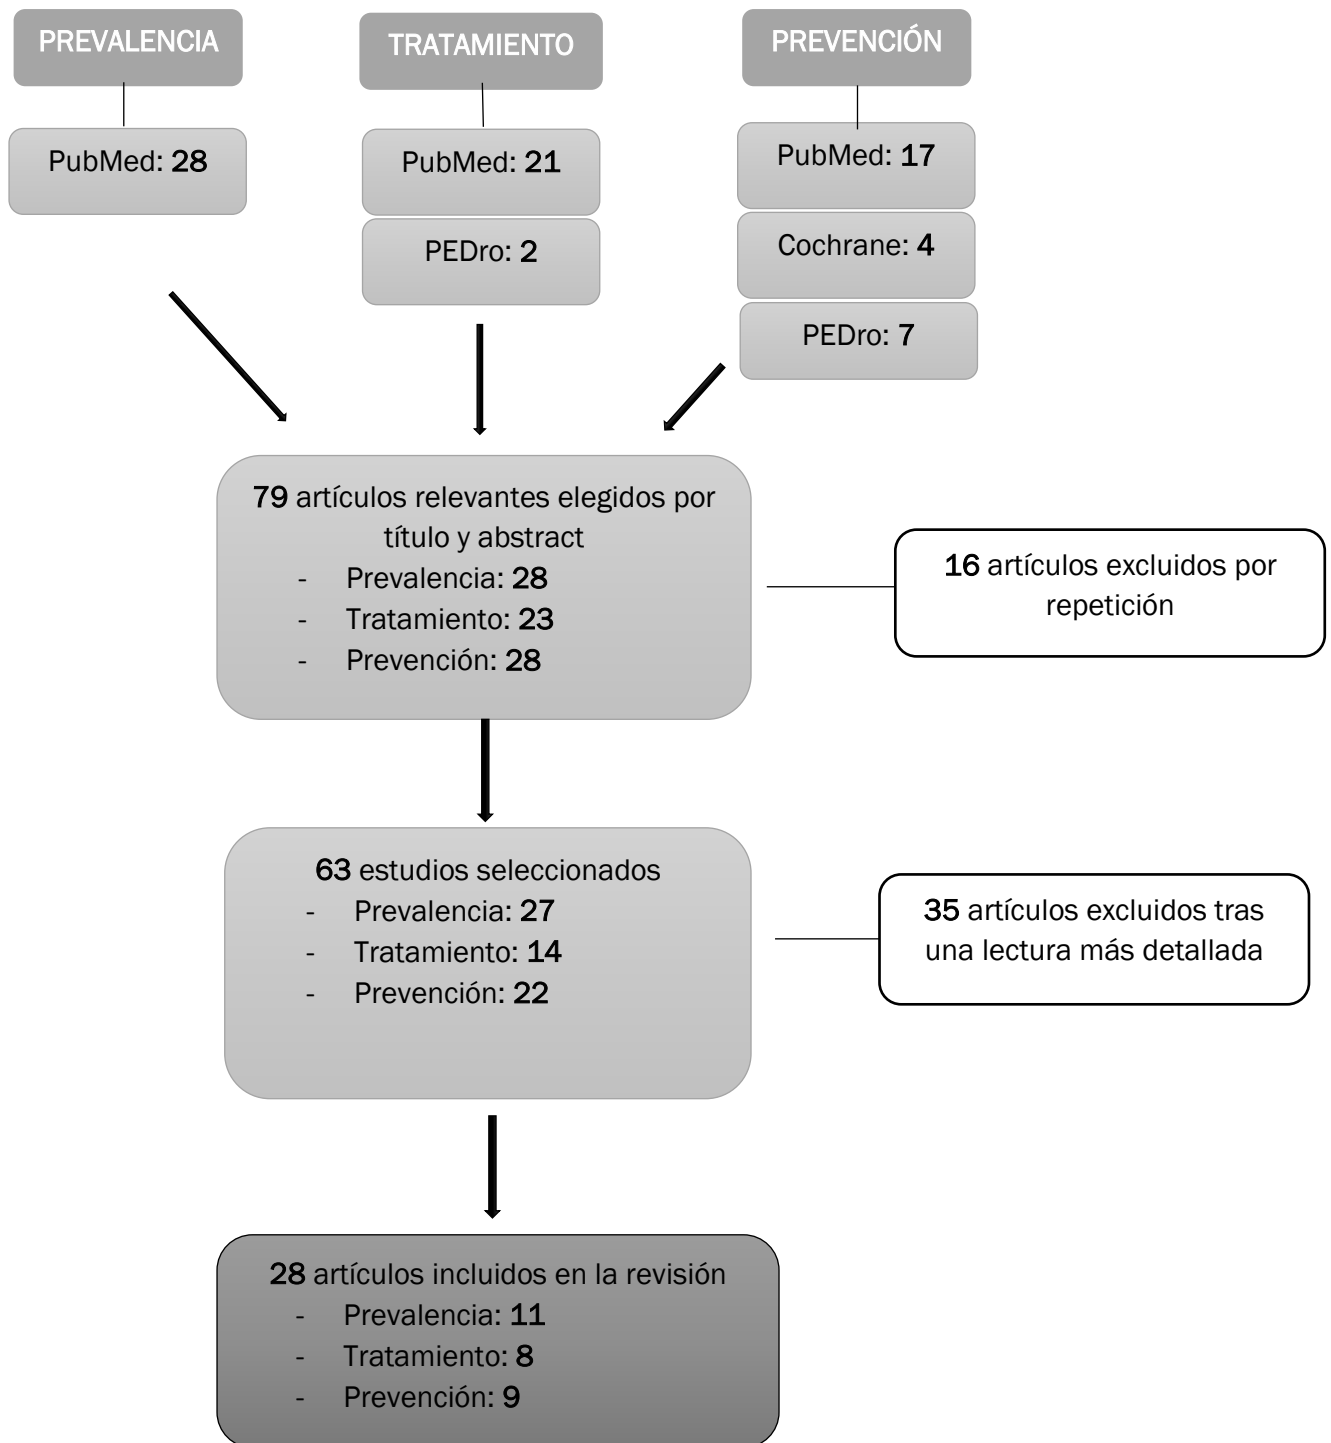 PREVALENCIA
TRATAMIENTO
PREVENCIÓN
PubMed: 28
PubMed: 21
PEDro: 2
PubMed: 17
Cochrane: 4
PEDro: 7
79 artículos relevantes elegidos por
título y abstract
- Prevalencia: 28
- Tratamiento: 23
- Prevención: 28
16 artículos excluidos por
repetición
63 estudios seleccionados
- Prevalencia: 27
- Tratamiento: 14
- Prevención: 22
35 artículos excluidos tras
una lectura más detallada
28 artículos incluidos en la revisión
- Prevalencia: 11
- Tratamiento: 8
- Prevención: 9